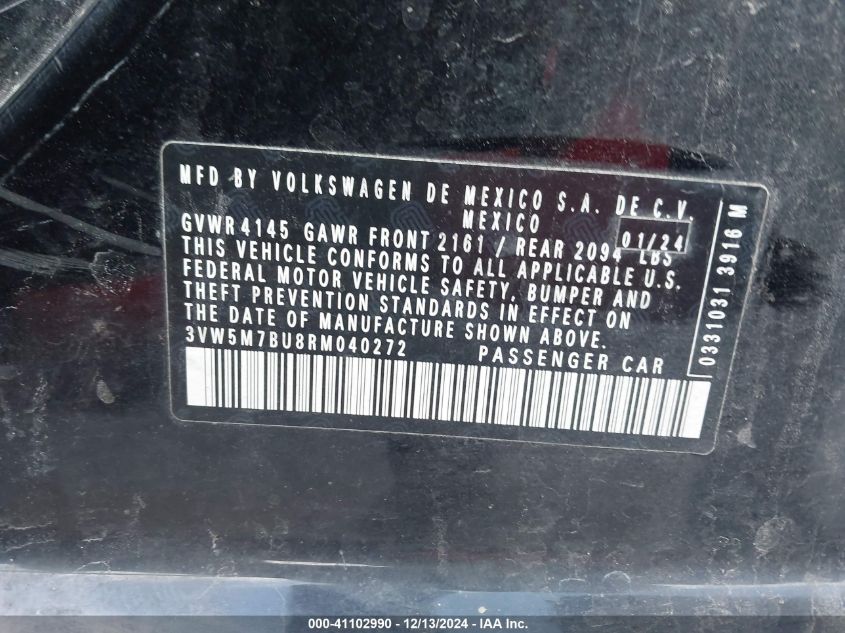 MFD BY VOLKSWAGEN DE MEXICO S.A. DE C.V.
MEXICO 01/24
GVWR 4145 GAWR FRONT 2161 / REAR 2094 LBS
THIS VEHICLE CONFORMS TO ALL APPLICABLE U.S.
FEDERAL MOTOR VEHICLE SAFETY, BUMPER AND
THEFT PREVENTION STANDARDS IN EFFECT ON
THE DATE OF MANUFACTURE SHOWN ABOVE.
3VW5M7BU8RM040272 PASSENGER CAR
0331031 3916 M
000-41102990 - 12/13/2024 - IAA Inc.